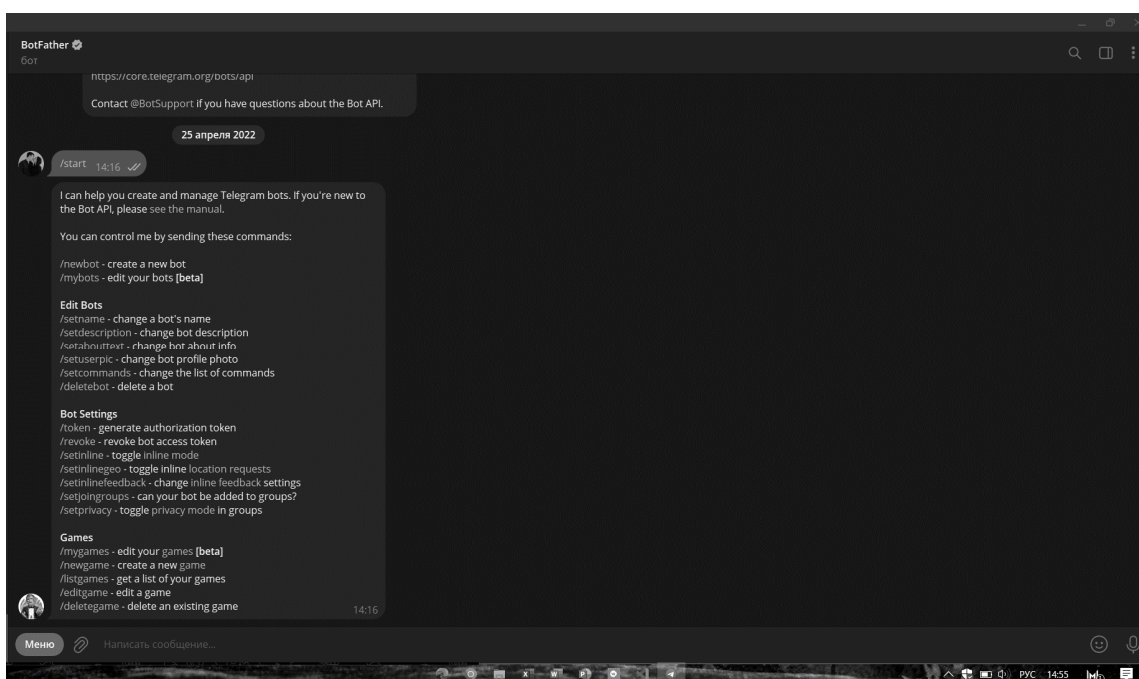 BotFather
бот
https://core.telegram.org/bots/api
Contact @BotSupport if you have questions about the Bot API.
25 апреля 2022
/start 14:16
I can help you create and manage Telegram bots. If you're new to
the Bot API, please see the manual.
You can control me by sending these commands:
/newbot - create a new bot
/mybots - edit your bots [beta]
Edit Bots
/setname - change a bot's name
/setdescription - change bot description
/setabouttext - change bot about info
/setuserpic - change bot profile photo
/setcommands - change the list of commands
/deletebot - delete a bot
Bot Settings
/token - generate authorization token
/revoke - revoke bot access token
/setinline - toggle inline mode
/setinlinegeo - toggle inline location requests
/setinlinefeedback - change inline feedback settings
/setjoingroups - can your bot be added to groups?
/setprivacy - toggle privacy mode in groups
Games
/mygames - edit your games [beta]
/newgame - create a new game
/listgames - get a list of your games
/editgame - edit a game
/deletegame - delete an existing game 14:16
Меню Написать сообщение...
РУС 14:55